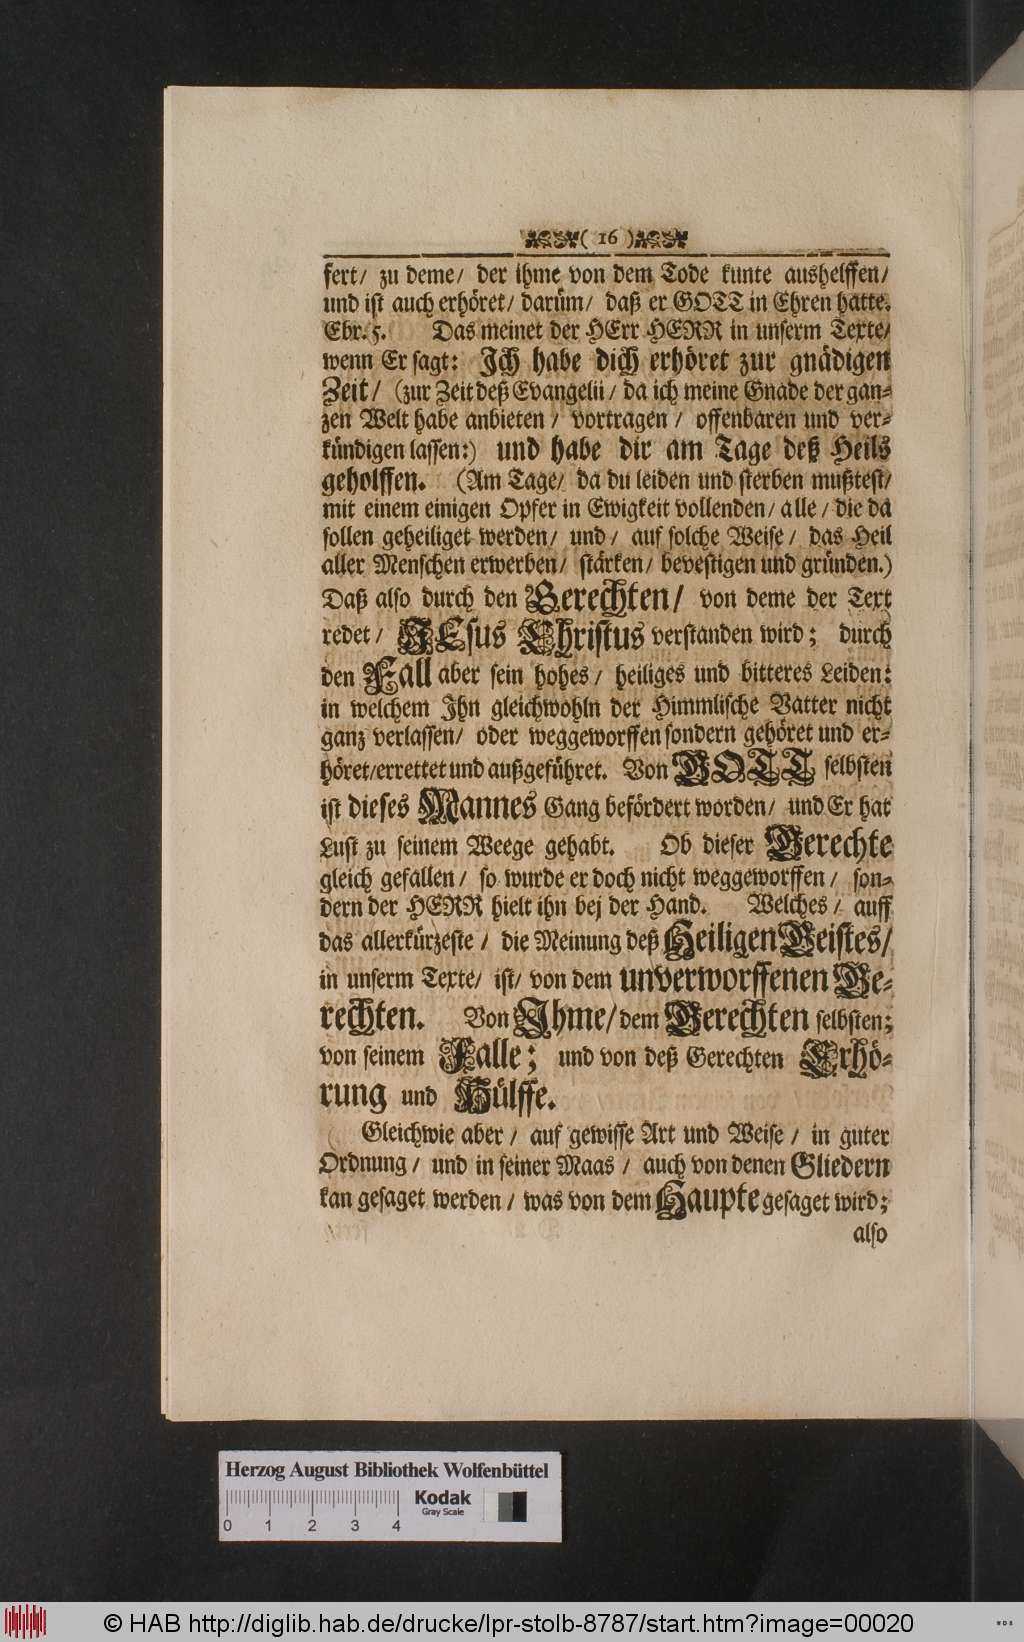 ( 16 )
fert/ zu deme/ der ihme von dem Tode kunte aushelffen/
und ist auch erhöret/ darüm/ daß er GOTT in Ehren hatte.
Ebr. 5. Das meinet der HErr HERR in unserm Texte/
wenn Er sagt: Ich habe dich erhöret zur gnädigen
Zeit/ (zur Zeit deß Evangelii/ da ich meine Gnade der gan-
zen Welt habe anbieten/ vortragen/ offenbaren und ver-
kündigen lassen:) und habe dir am Tage deß Heils
geholffen. (Am Tage/ da du leiden und sterben mußtest/
mit einem einigen Opfer in Ewigkeit vollenden/ alle/ die da
sollen geheiliget werden/ und/ auf solche Weise/ das Heil
aller Menschen erwerben/ stärken/ bevestigen und gründen.)
Daß also durch den Gerechten/ von deme der Text
redet/ JEsus Christus verstanden wird; durch
den Fall aber sein hohes/ heiliges und bitteres Leiden:
in welchem Ihn gleichwohln der Himmlische Vatter nicht
ganz verlassen/ oder weggeworffen sondern gehöret und er-
höret/errettet und außgeführet. Von GOTT selbsten
ist dieses Mannes Gang befördert worden/ und Er hat
Lust zu seinem Weege gehabt. Ob dieser Gerechte
gleich gefallen/ so wurde er doch nicht weggeworffen/ son-
dern der HERR hielt ihn bej der Hand. Welches/ auff
das allerkürzeste/ die Meinung deß Heiligen Geistes/
in unserm Texte/ ist/ von dem unverworffenen Ge-
rechten. Von Ihme/ dem Gerechten selbsten;
von seinem Falle; und von deß Gerechten Erhö-
rung und Hülffe.
Gleichwie aber/ auf gewisse Art und Weise/ in guter
Ordnung/ und in seiner Maas/ auch von denen Gliedern
kan gesaget werden/ was von dem Haupte gesaget wird;
also
Herzog August Bibliothek Wolfenbüttel
Kodak
Gray Scale
0 1 2 3 4
© HAB http://diglib.hab.de/drucke/lpr-stolb-8787/start.htm?image=00020